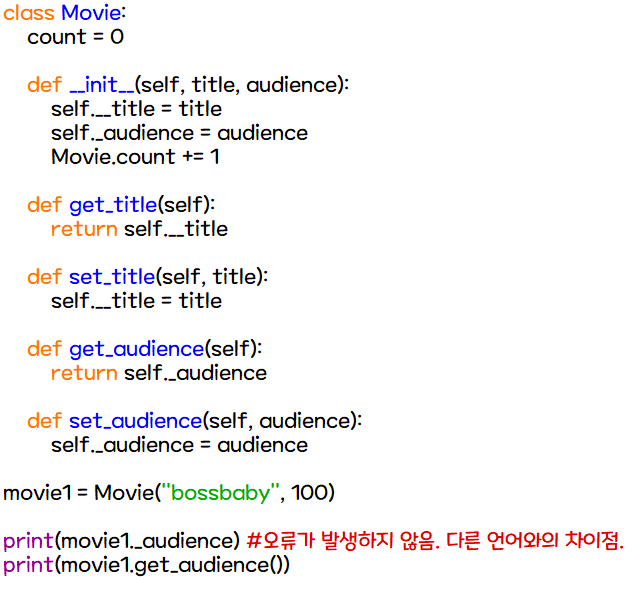 class Movie:
    count = 0

    def __init__(self, title, audience):
        self.__title = title
        self._audience = audience
        Movie.count += 1

    def get_title(self):
        return self.__title

    def set_title(self, title):
        self.__title = title

    def get_audience(self):
        return self._audience

    def set_audience(self, audience):
        self._audience = audience

movie1 = Movie("bossbaby", 100)

print(movie1._audience) #오류가 발생하지 않음. 다른 언어와의 차이점.
print(movie1.get_audience())